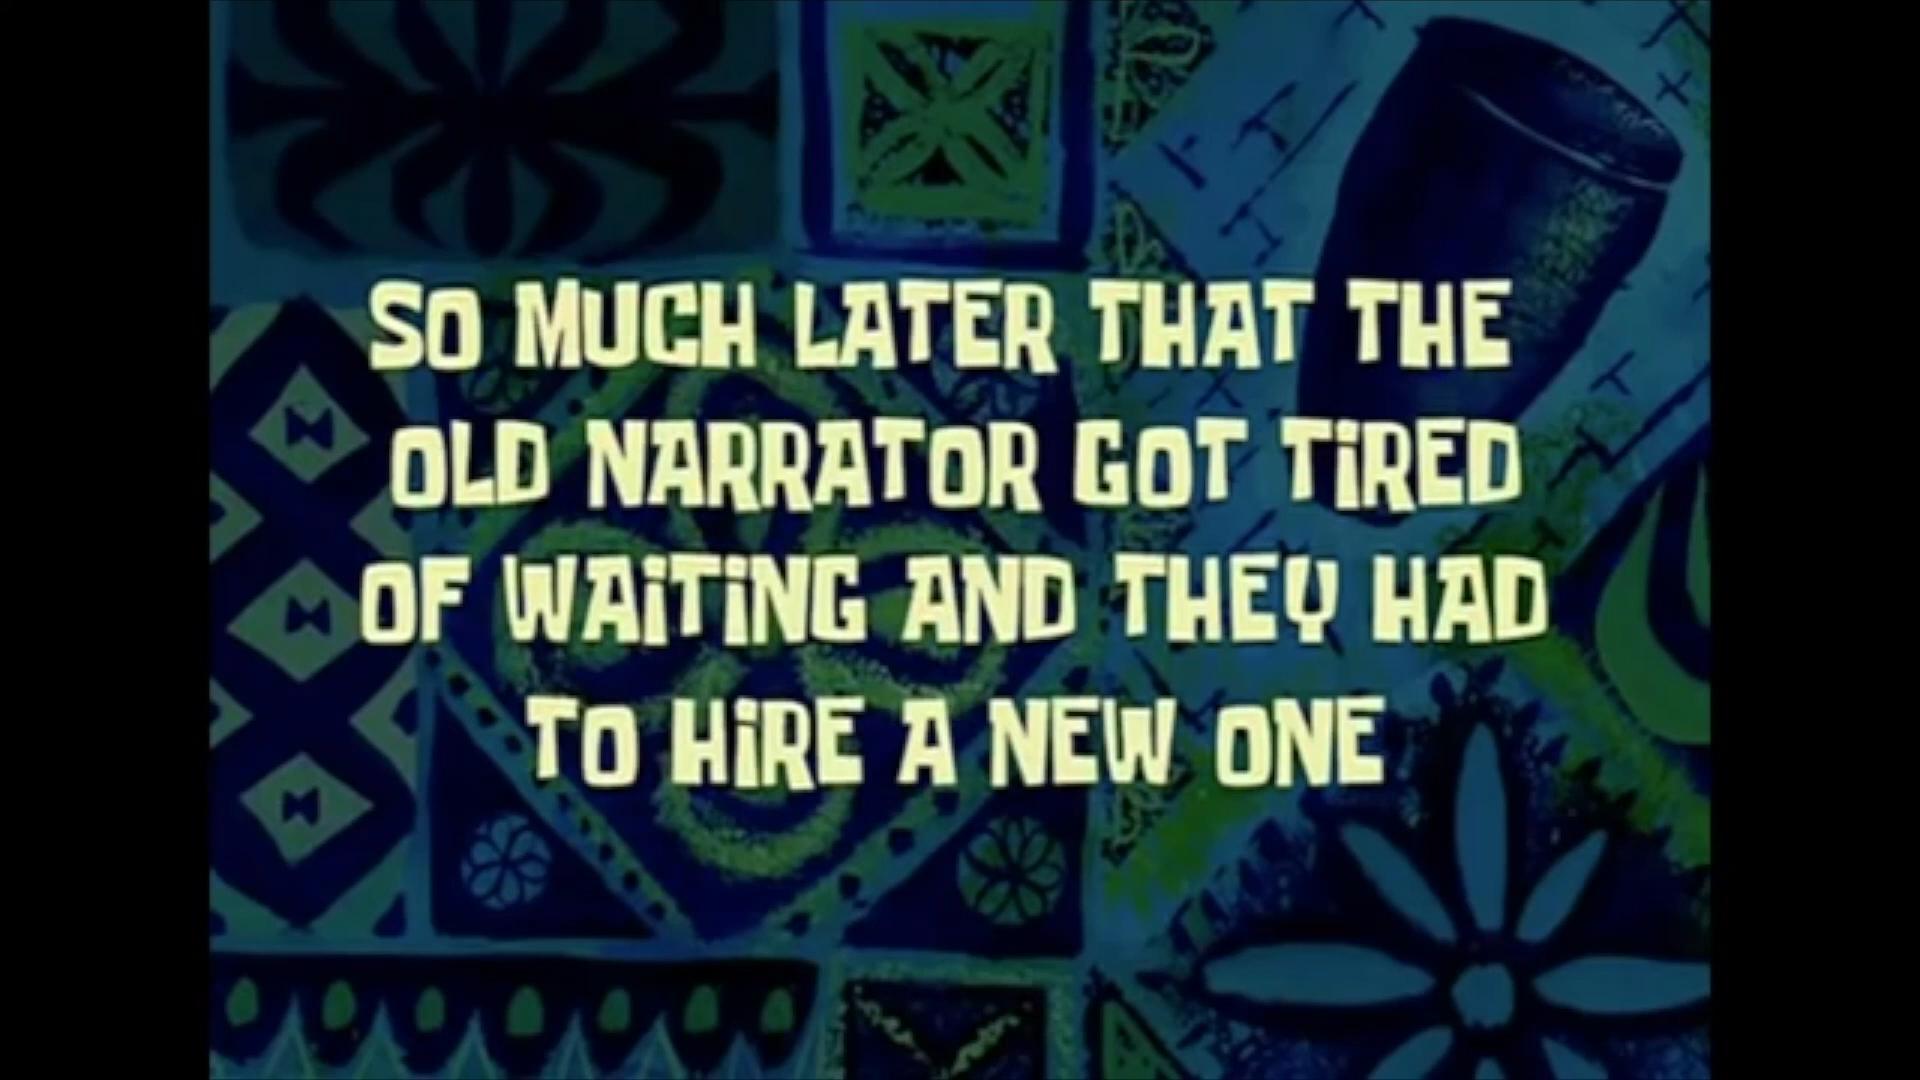 SO MUCH LATER THAT THE
OLD NARRATOR GOT TiRED
OF WAiTiNG AND THEY HAD
TO HiRE A NEW ONE